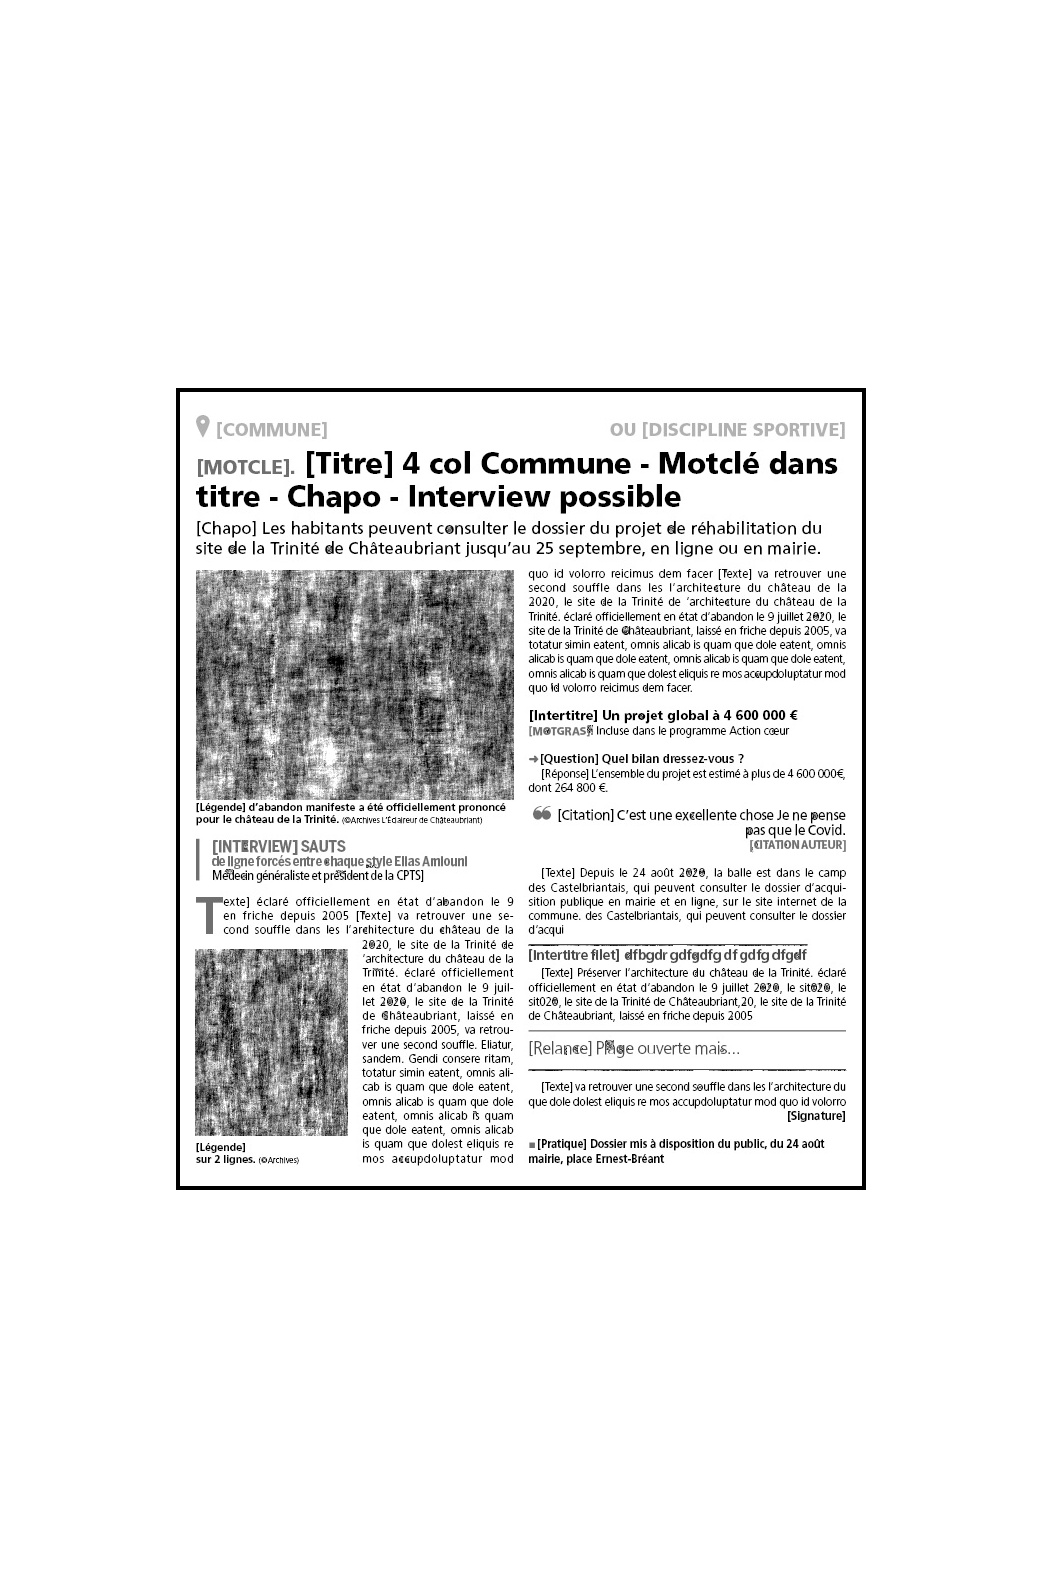 [COMMUNE]
OU [DISCIPLINE SPORTIVE]
[MOTCLE]. [Titre] 4 col Commune - Motclé dans
titre - Chapo - Interview possible
[Chapo] Les habitants peuvent consulter le dossier du projet de réhabilitation du
site de la Trinité de Châteaubriant jusqu’au 25 septembre, en ligne ou en mairie.
[Légende] d’abandon manifeste a été officiellement prononcé
pour le château de la Trinité. (©Archives L’Éclaireur de Châteaubriant)
[INTERVIEW] SAUTS
de ligne forcés entre chaque style Elias Amiouni
Médecin généraliste et président de la CPTS]
Texte] éclaré officiellement en état d’abandon le 9
en friche depuis 2005 [Texte] va retrouver une se-
cond souffle dans les l’architecture du château de la
2020, le site de la Trinité de
’architecture du château de la
Trinité. éclaré officiellement
en état d’abandon le 9 juil-
let 2020, le site de la Trinité
de Châteaubriant, laissé en
friche depuis 2005, va retrou-
ver une second souffle. Eliatur,
sandem. Gendi consere ritam,
totatur simin eatent, omnis ali-
cab is quam que dole eatent,
omnis alicab is quam que dole
eatent, omnis alicab is quam
que dole eatent, omnis alicab
is quam que dolest eliquis re
mos accupdoluptatur mod
[Légende]
sur 2 lignes. (©Archives)
quo id volorro reicimus dem facer [Texte] va retrouver une
second souffle dans les l’architecture du château de la
2020, le site de la Trinité de ’architecture du château de la
Trinité. éclaré officiellement en état d’abandon le 9 juillet 2020, le
site de la Trinité de Châteaubriant, laissé en friche depuis 2005, va
totatur simin eatent, omnis alicab is quam que dole eatent, omnis
alicab is quam que dole eatent, omnis alicab is quam que dole eatent,
omnis alicab is quam que dolest eliquis re mos accupdoluptatur mod
quo id volorro reicimus dem facer.
[Intertitre] Un projet global à 4 600 000 €
[MOTGRAS] Incluse dans le programme Action cœur
➜[Question] Quel bilan dressez-vous ?
[Réponse] L’ensemble du projet est estimé à plus de 4 600 000€,
dont 264 800 €.
❝ [Citation] C’est une excellente chose Je ne pense
pas que le Covid.
[CITATION AUTEUR]
[Texte] Depuis le 24 août 2020, la balle est dans le camp
des Castelbriantais, qui peuvent consulter le dossier d’acqui-
sition publique en mairie et en ligne, sur le site internet de la
commune. des Castelbriantais, qui peuvent consulter le dossier
d’acqui
[Intertitre filet] dfbgdr gdfgdfg df gdfg dfgdf
[Texte] Préserver l’architecture du château de la Trinité. éclaré
officiellement en état d’abandon le 9 juillet 2020, le sit020, le
sit020, le site de la Trinité de Châteaubriant,20, le site de la Trinité
de Châteaubriant, laissé en friche depuis 2005
[Relance] Plage ouverte mais...
[Texte] va retrouver une second souffle dans les l’architecture du
que dole dolest eliquis re mos accupdoluptatur mod quo id volorro
[Signature]
■ [Pratique] Dossier mis à disposition du public, du 24 août
mairie, place Ernest-Bréant